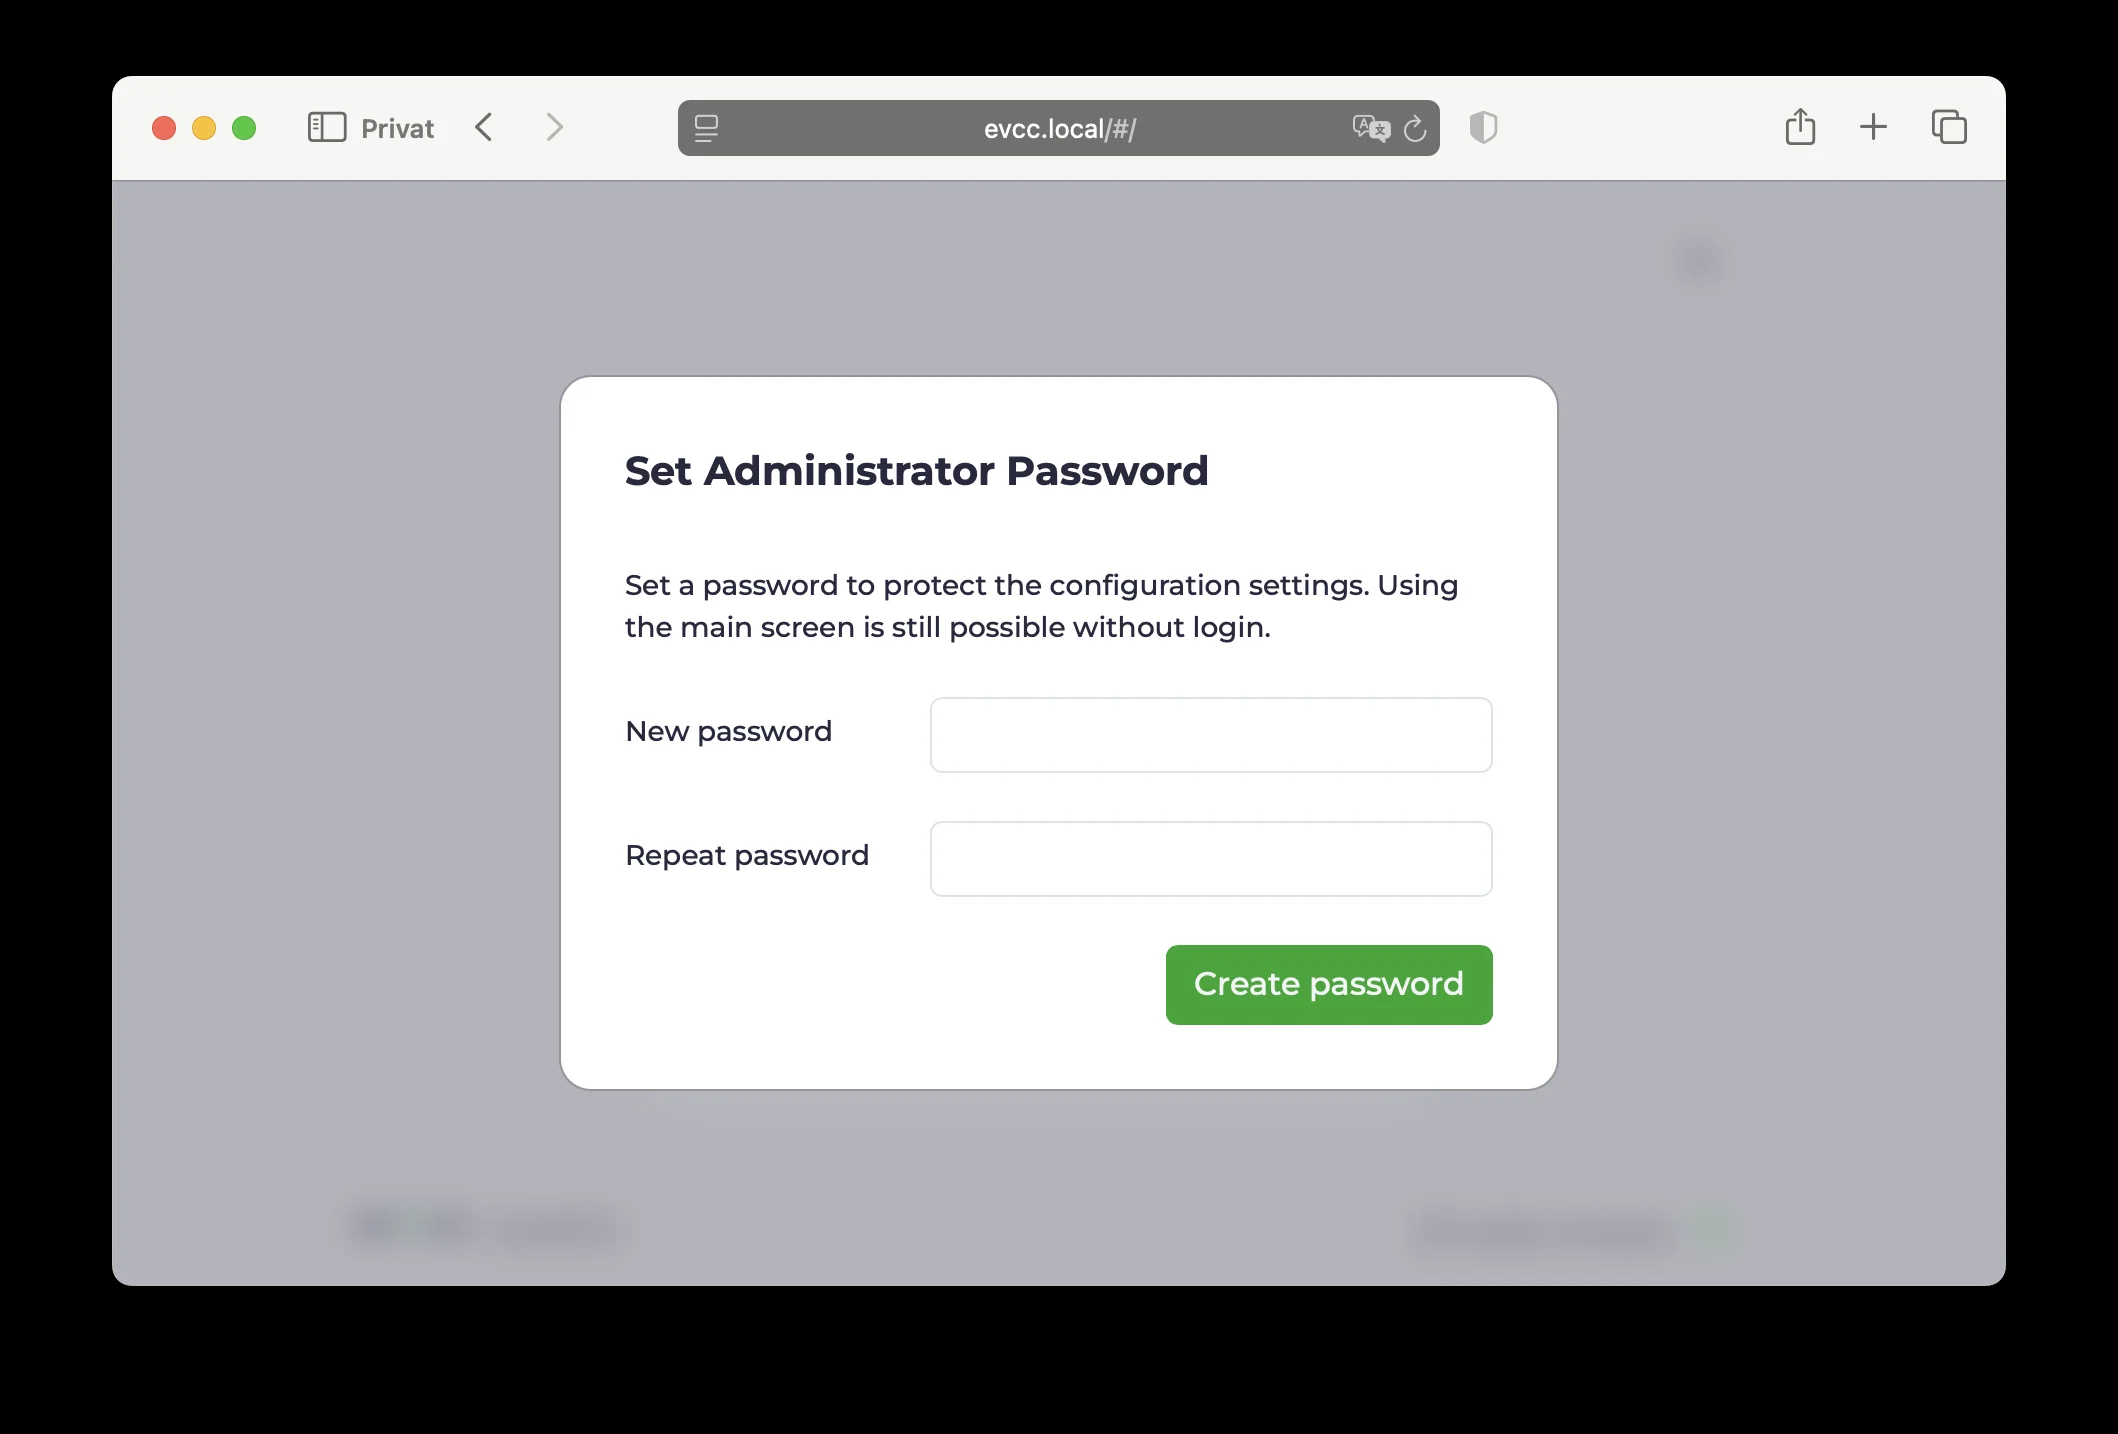 Privat
evcc.local/#/
Set Administrator Password
Set a password to protect the configuration settings. Using
the main screen is still possible without login.
New password
Repeat password
Create password